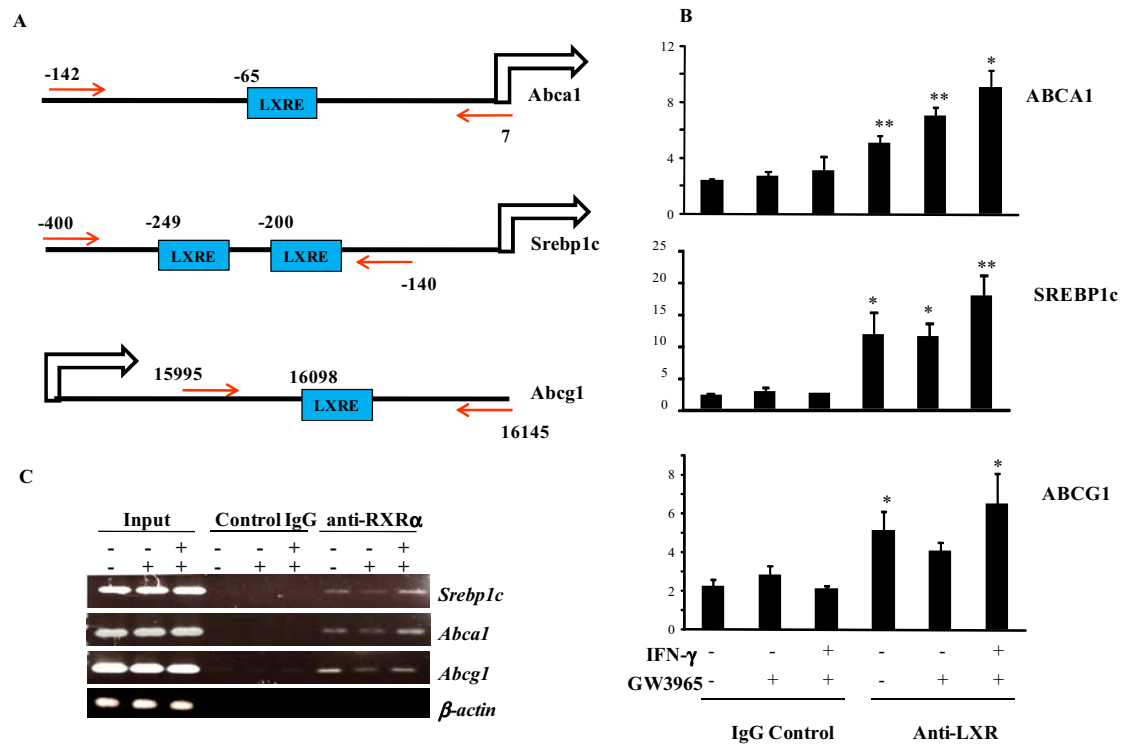 A
-142
-65
LXRE
Abca1
7
-400
-249
-200
LXRE
LXRE
Srebp1c
-140
15995
16098
LXRE
Abcg1
16145
B
12
8
4
0
** ** *
ABCA1
25
20
15
10
5
0
* * **
SREBP1c
8
6
4
2
0
* *
ABCG1
IFN-γ - - + - - +
GW3965 - + + - + +
IgG Control Anti-LXR
C
Input Control IgG anti-RXRα
- - + - - + - - +
- + + - + + - + +
Srebp1c
Abca1
Abcg1
β-actin